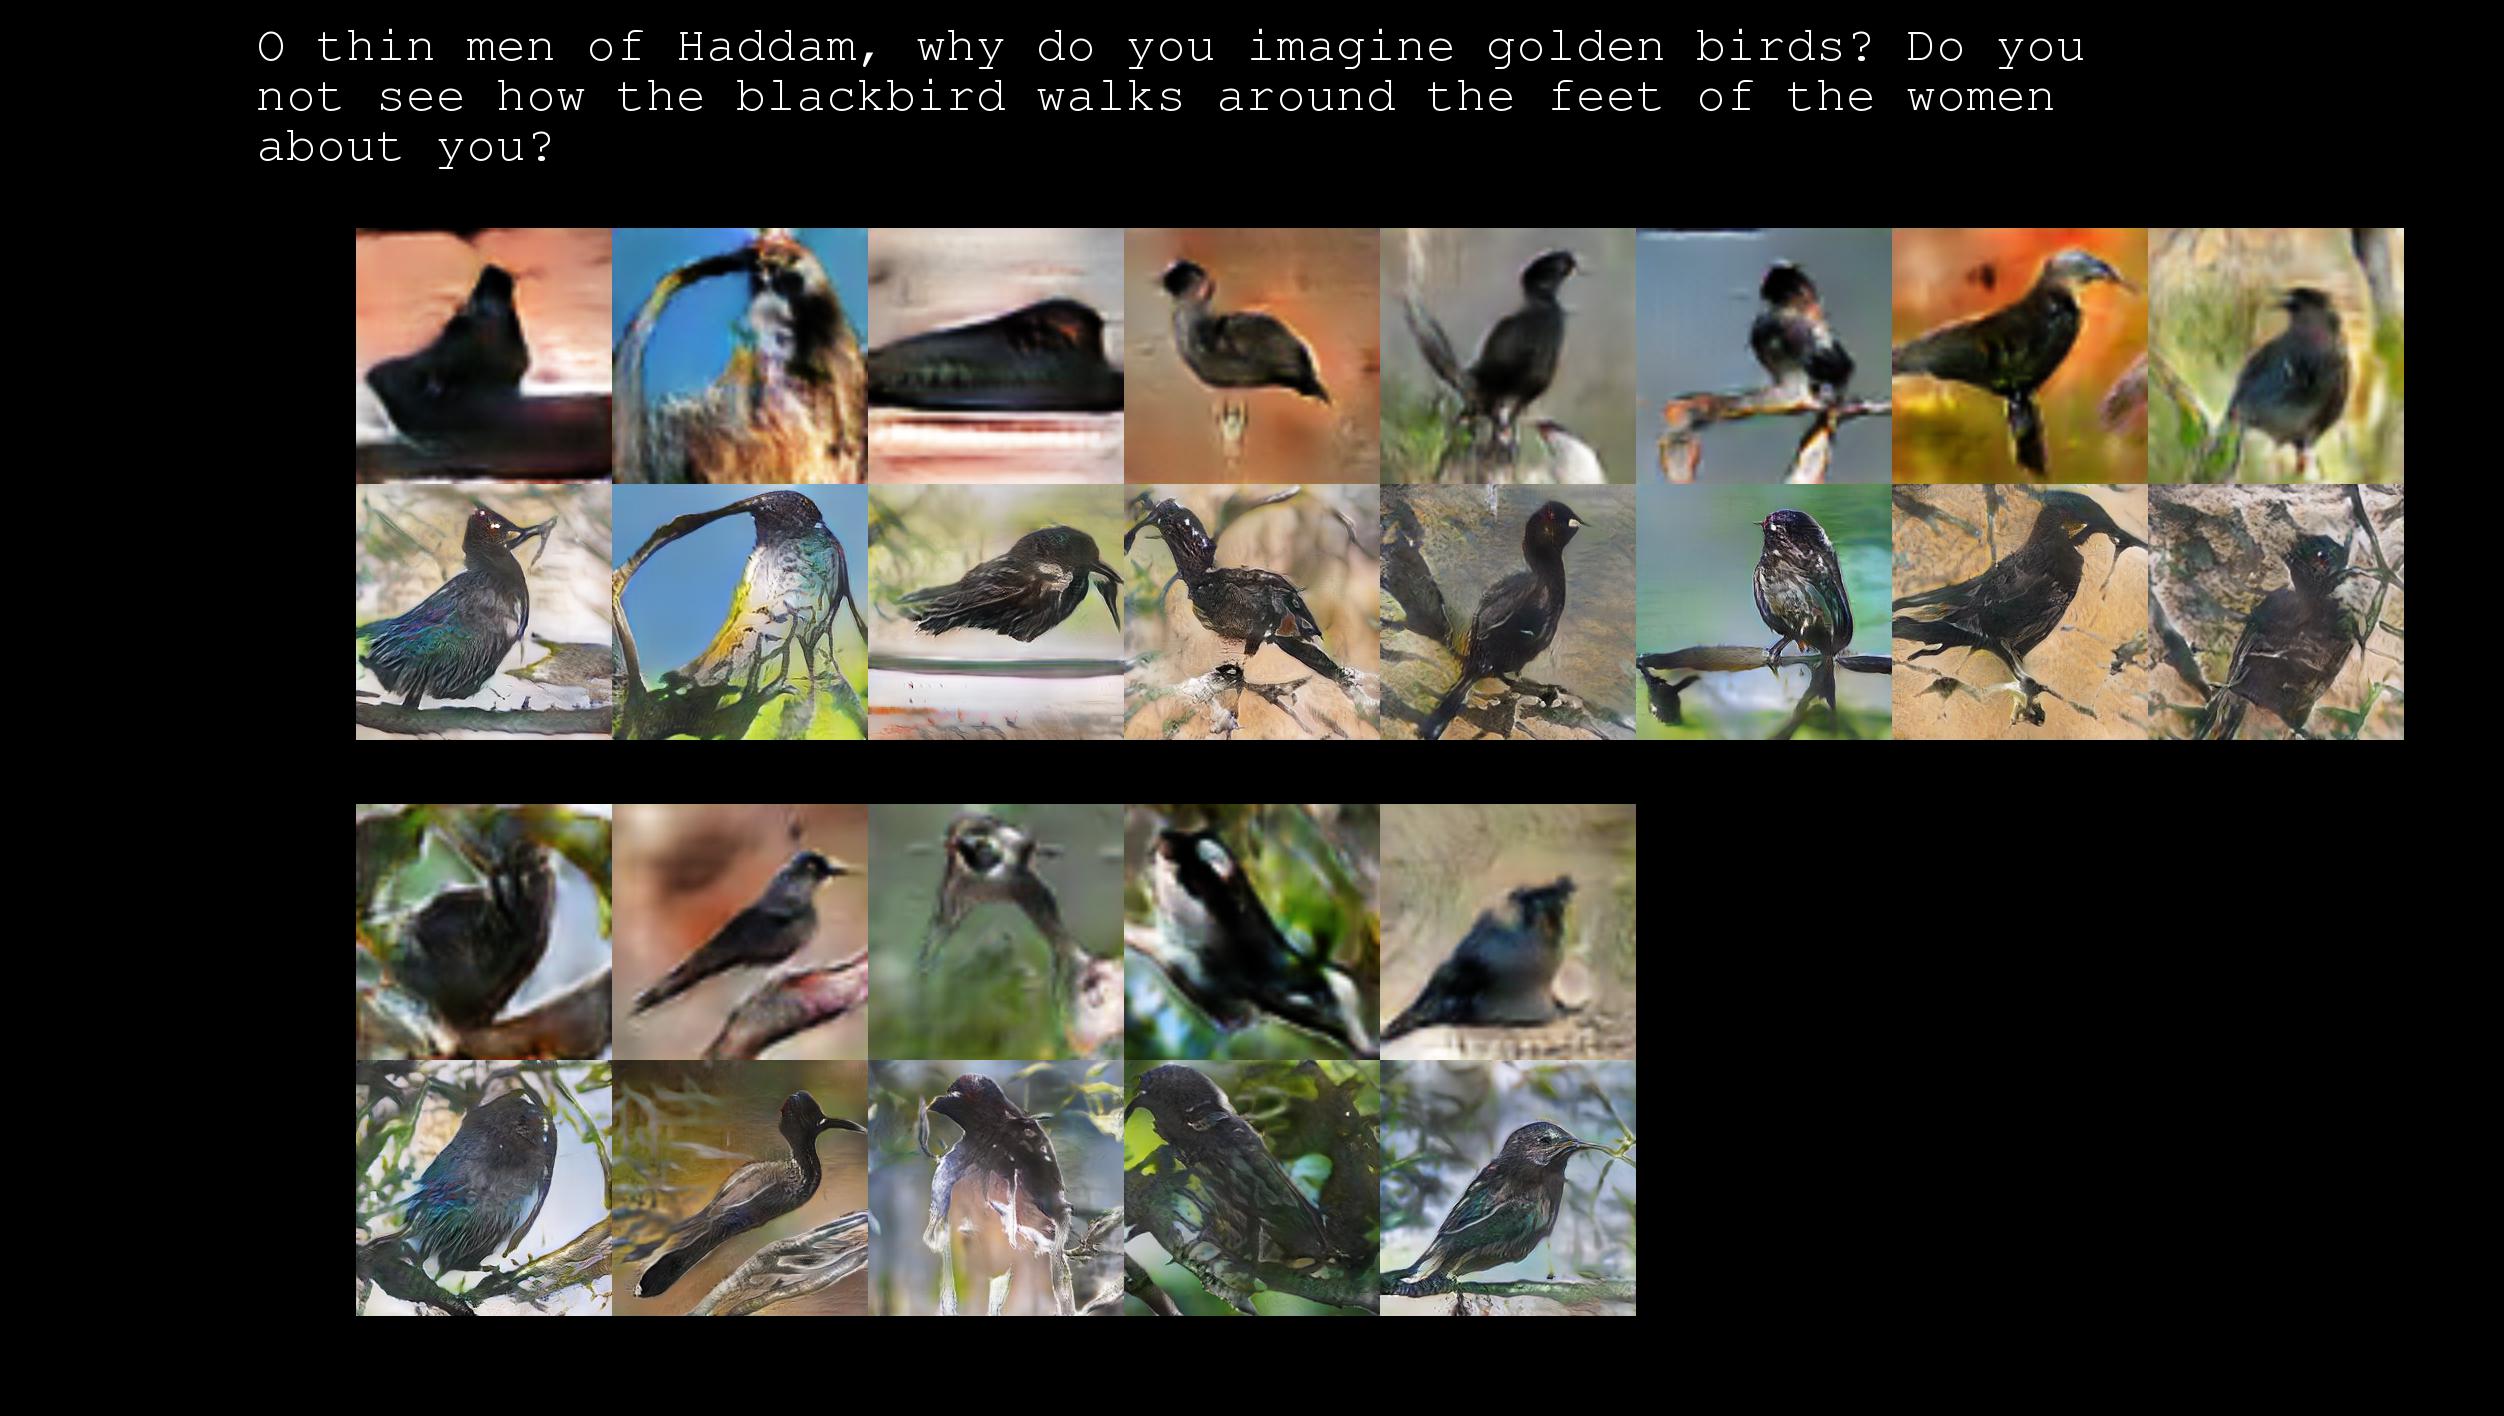 O thin men of Haddam, why do you imagine golden birds? Do you
not see how the blackbird walks around the feet of the women
about you?